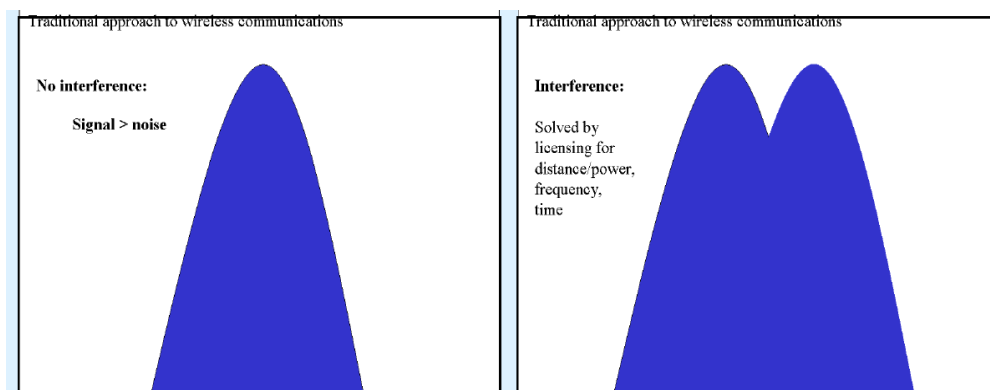 Traditional approach to wireless communications
No interference:
Signal > noise
Traditional approach to wireless communications
Interference:
Solved by
licensing for
distance/power,
frequency,
time